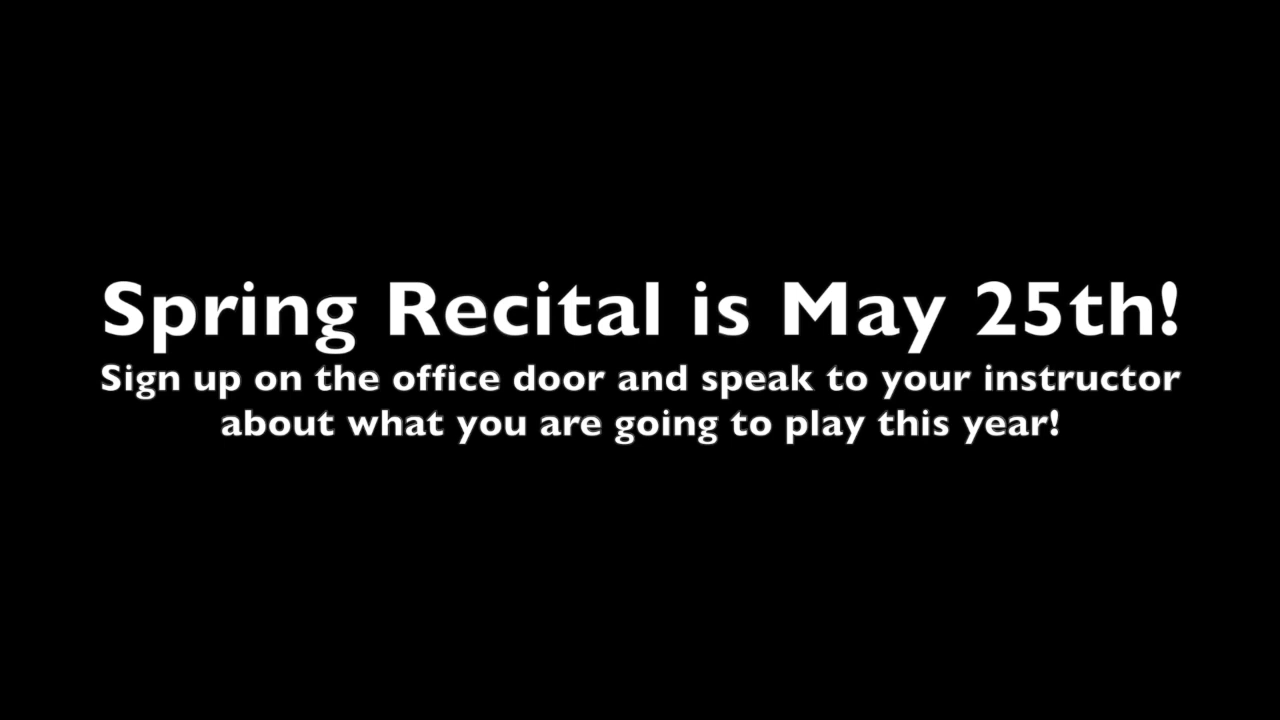 Spring Recital is May 25th!
Sign up on the office door and speak to your instructor
about what you are going to play this year!